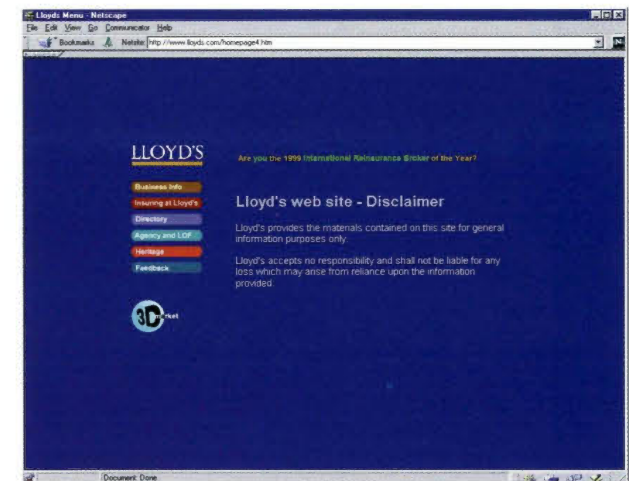 Lloyds Menu - Netscape
File Edit View Go Communicator Help
Bookmarks Netsite: http://www.lloyds.com/homepage4.htm
LLOYD'S
Are you the 1999 International Reinsurance Broker of the Year?
Business Info
Insuring at Lloyd's
Directory
Agency and LOF
Heritage
Feedback
Lloyd's web site - Disclaimer
Lloyd's provides the materials contained on this site for general
information purposes only.
Lloyd's accepts no responsibility and shall not be liable for any
loss which may arise from reliance upon the information
provided.
3D market
Document: Done